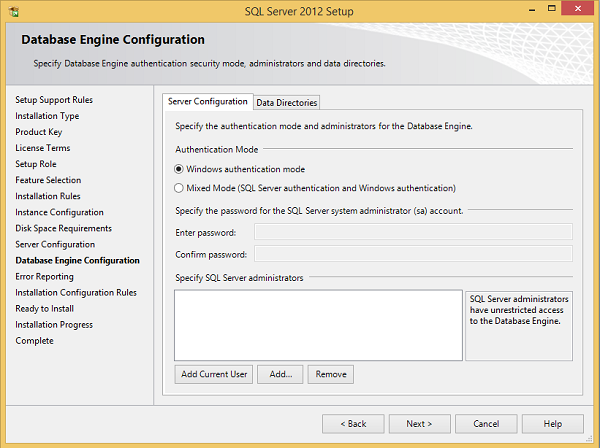 SQL Server 2012 Setup
Database Engine Configuration
Specify Database Engine authentication security mode, administrators and data directories.
Setup Support Rules
Installation Type
Product Key
License Terms
Setup Role
Feature Selection
Installation Rules
Instance Configuration
Disk Space Requirements
Server Configuration
Database Engine Configuration
Error Reporting
Installation Configuration Rules
Ready to Install
Installation Progress
Complete
Server Configuration
Data Directories
Specify the authentication mode and administrators for the Database Engine.
Authentication Mode
Windows authentication mode
Mixed Mode (SQL Server authentication and Windows authentication)
Specify the password for the SQL Server system administrator (sa) account.
Enter password:
Confirm password:
Specify SQL Server administrators
SQL Server administrators
have unrestricted access
to the Database Engine.
Add Current User
Add...
Remove
< Back
Next >
Cancel
Help